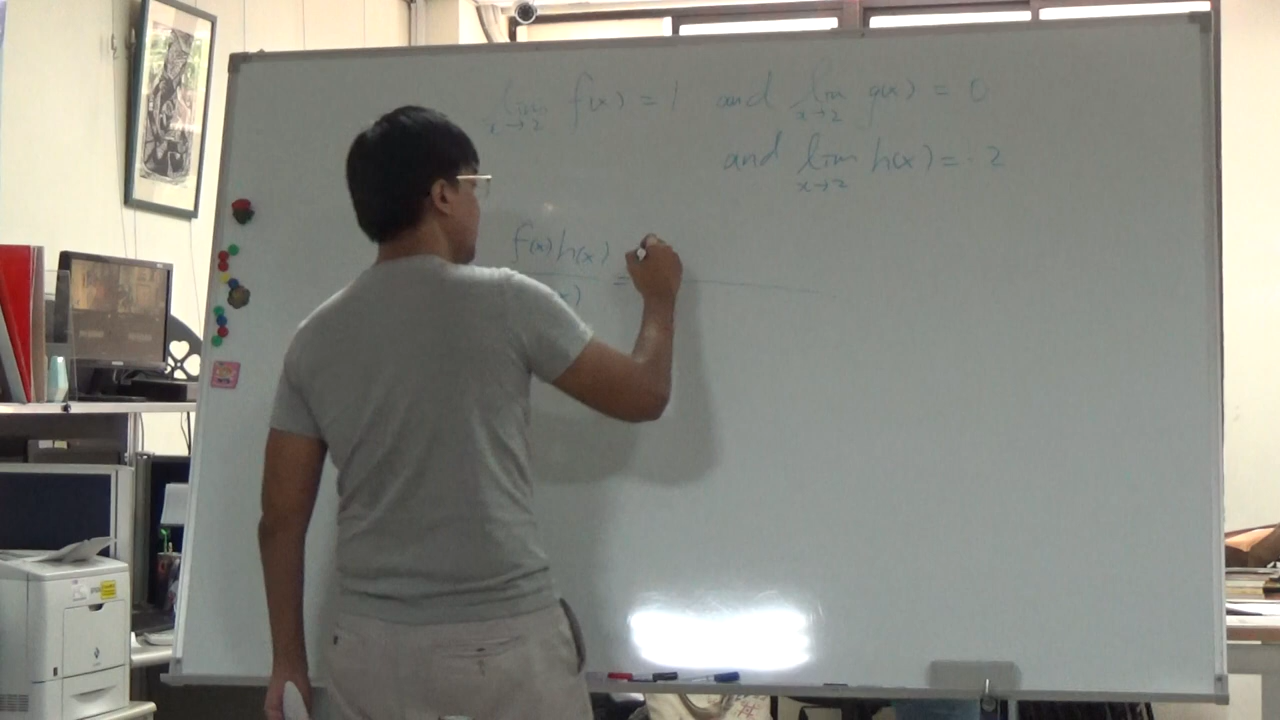 lim x→2 f(x) = 1 and lim x→2 g(x) = 0
and lim x→2 h(x) = 2
f(x)h(x)
x) =